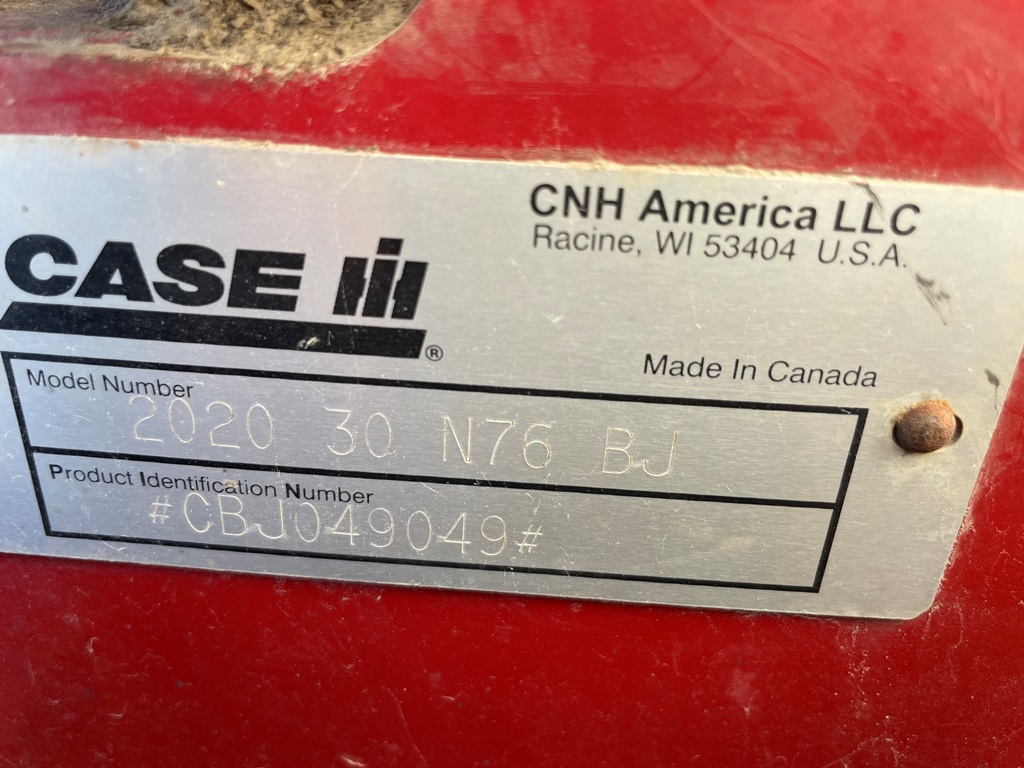 CNH America LLC
Racine, WI 53404 U.S.A.
CASE IH
®
Made In Canada
Model Number
2020 30 N76 BJ
Product Identification Number
#CBJ049049#